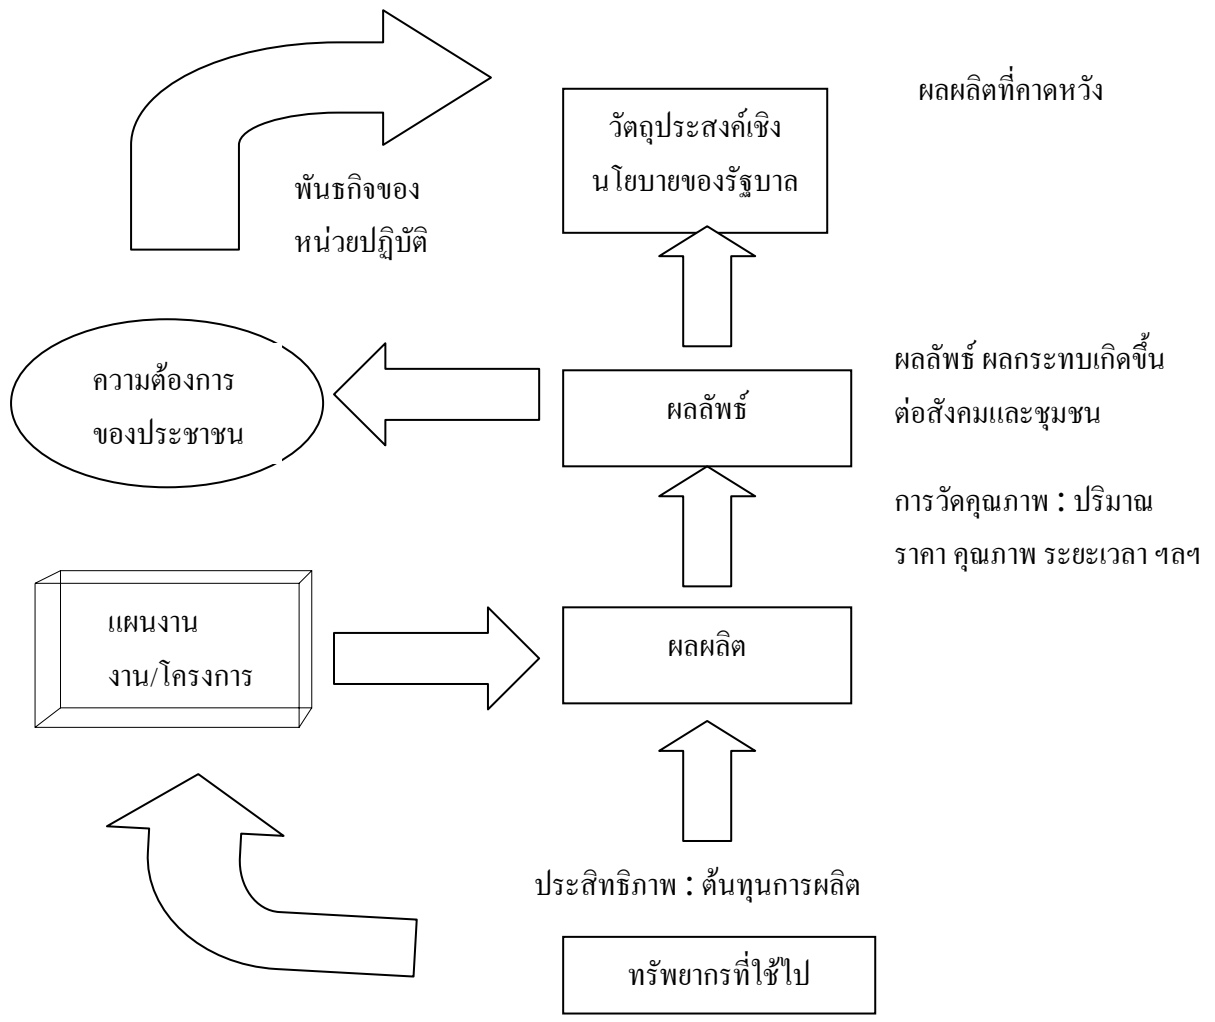 ผลผลิตที่คาดหวัง
วัตถุประสงค์เชิง
นโยบายของรัฐบาล
พันธกิจของ
หน่วยปฏิบัติ
ความต้องการ
ของประชาชน
ผลลัพธ์
ผลลัพธ์ ผลกระทบเกิดขึ้น
ต่อสังคมและชุมชน
การวัดคุณภาพ : ปริมาณ
ราคา คุณภาพ ระยะเวลา ฯลฯ
แผนงาน
งาน/โครงการ
ผลผลิต
ประสิทธิภาพ : ต้นทุนการผลิต
ทรัพยากรที่ใช้ไป